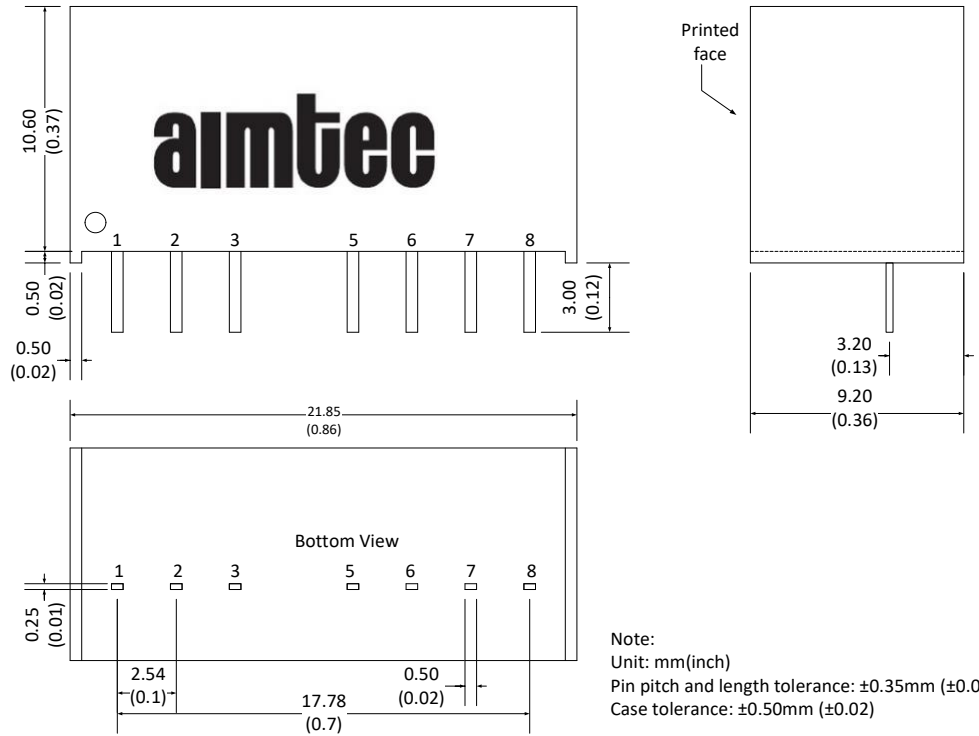 Printed
face
10.60
(0.37)
aimtec
1 2 3 5 6 7 8
0.50
(0.02)
3.00
(0.12)
0.50
(0.02)
3.20
(0.13)
9.20
(0.36)
21.85
(0.86)
Bottom View
1 2 3 5 6 7 8
0.25
(0.01)
2.54
(0.1)
0.50
(0.02)
17.78
(0.7)
Note:
Unit: mm(inch)
Pin pitch and length tolerance: ±0.35mm (±0.0
Case tolerance: ±0.50mm (±0.02)